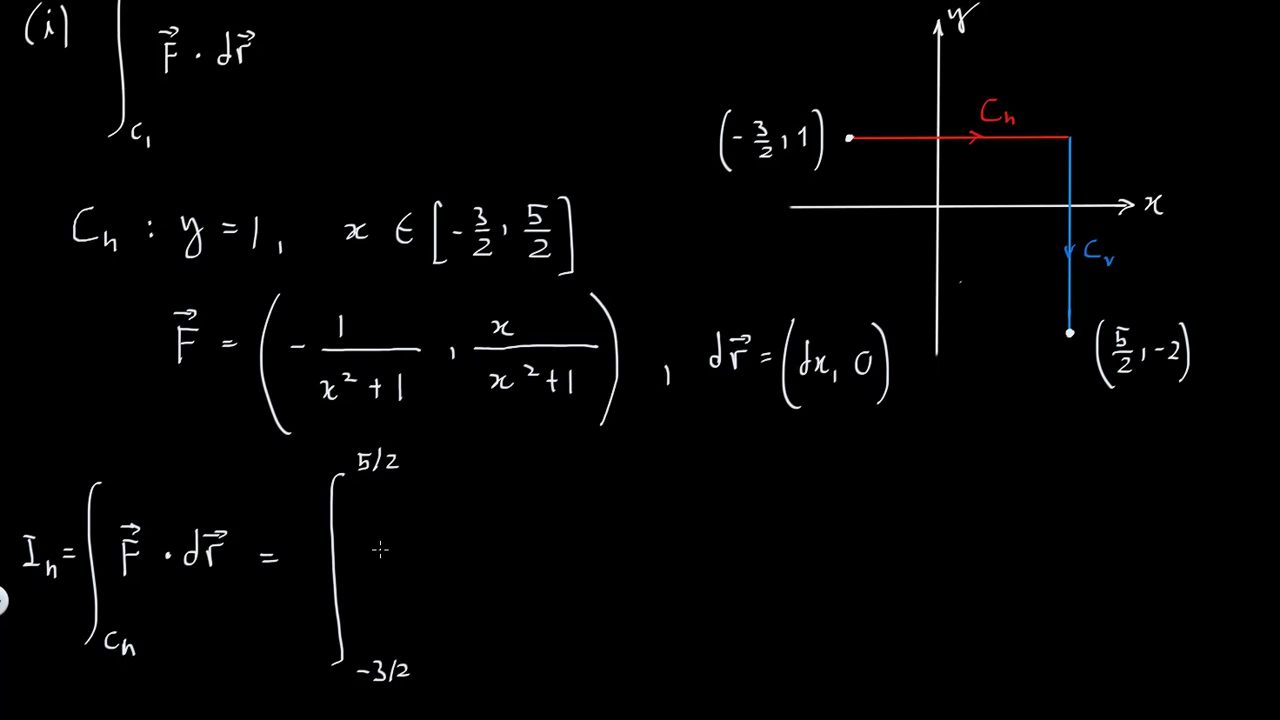 (i) ∫_{C₁} F⃗ · dr⃗
y
C_h
(-3/2, 1)
x
C_h : y = 1, x ∈ [-3/2, 5/2]
C_v
F⃗ = (- 1/(x²+1), x/(x²+1)), dr⃗ = (dx, 0)
(5/2, -2)
I_h = ∫_{C_h} F⃗ · dr⃗ = ∫_{-3/2}^{5/2}